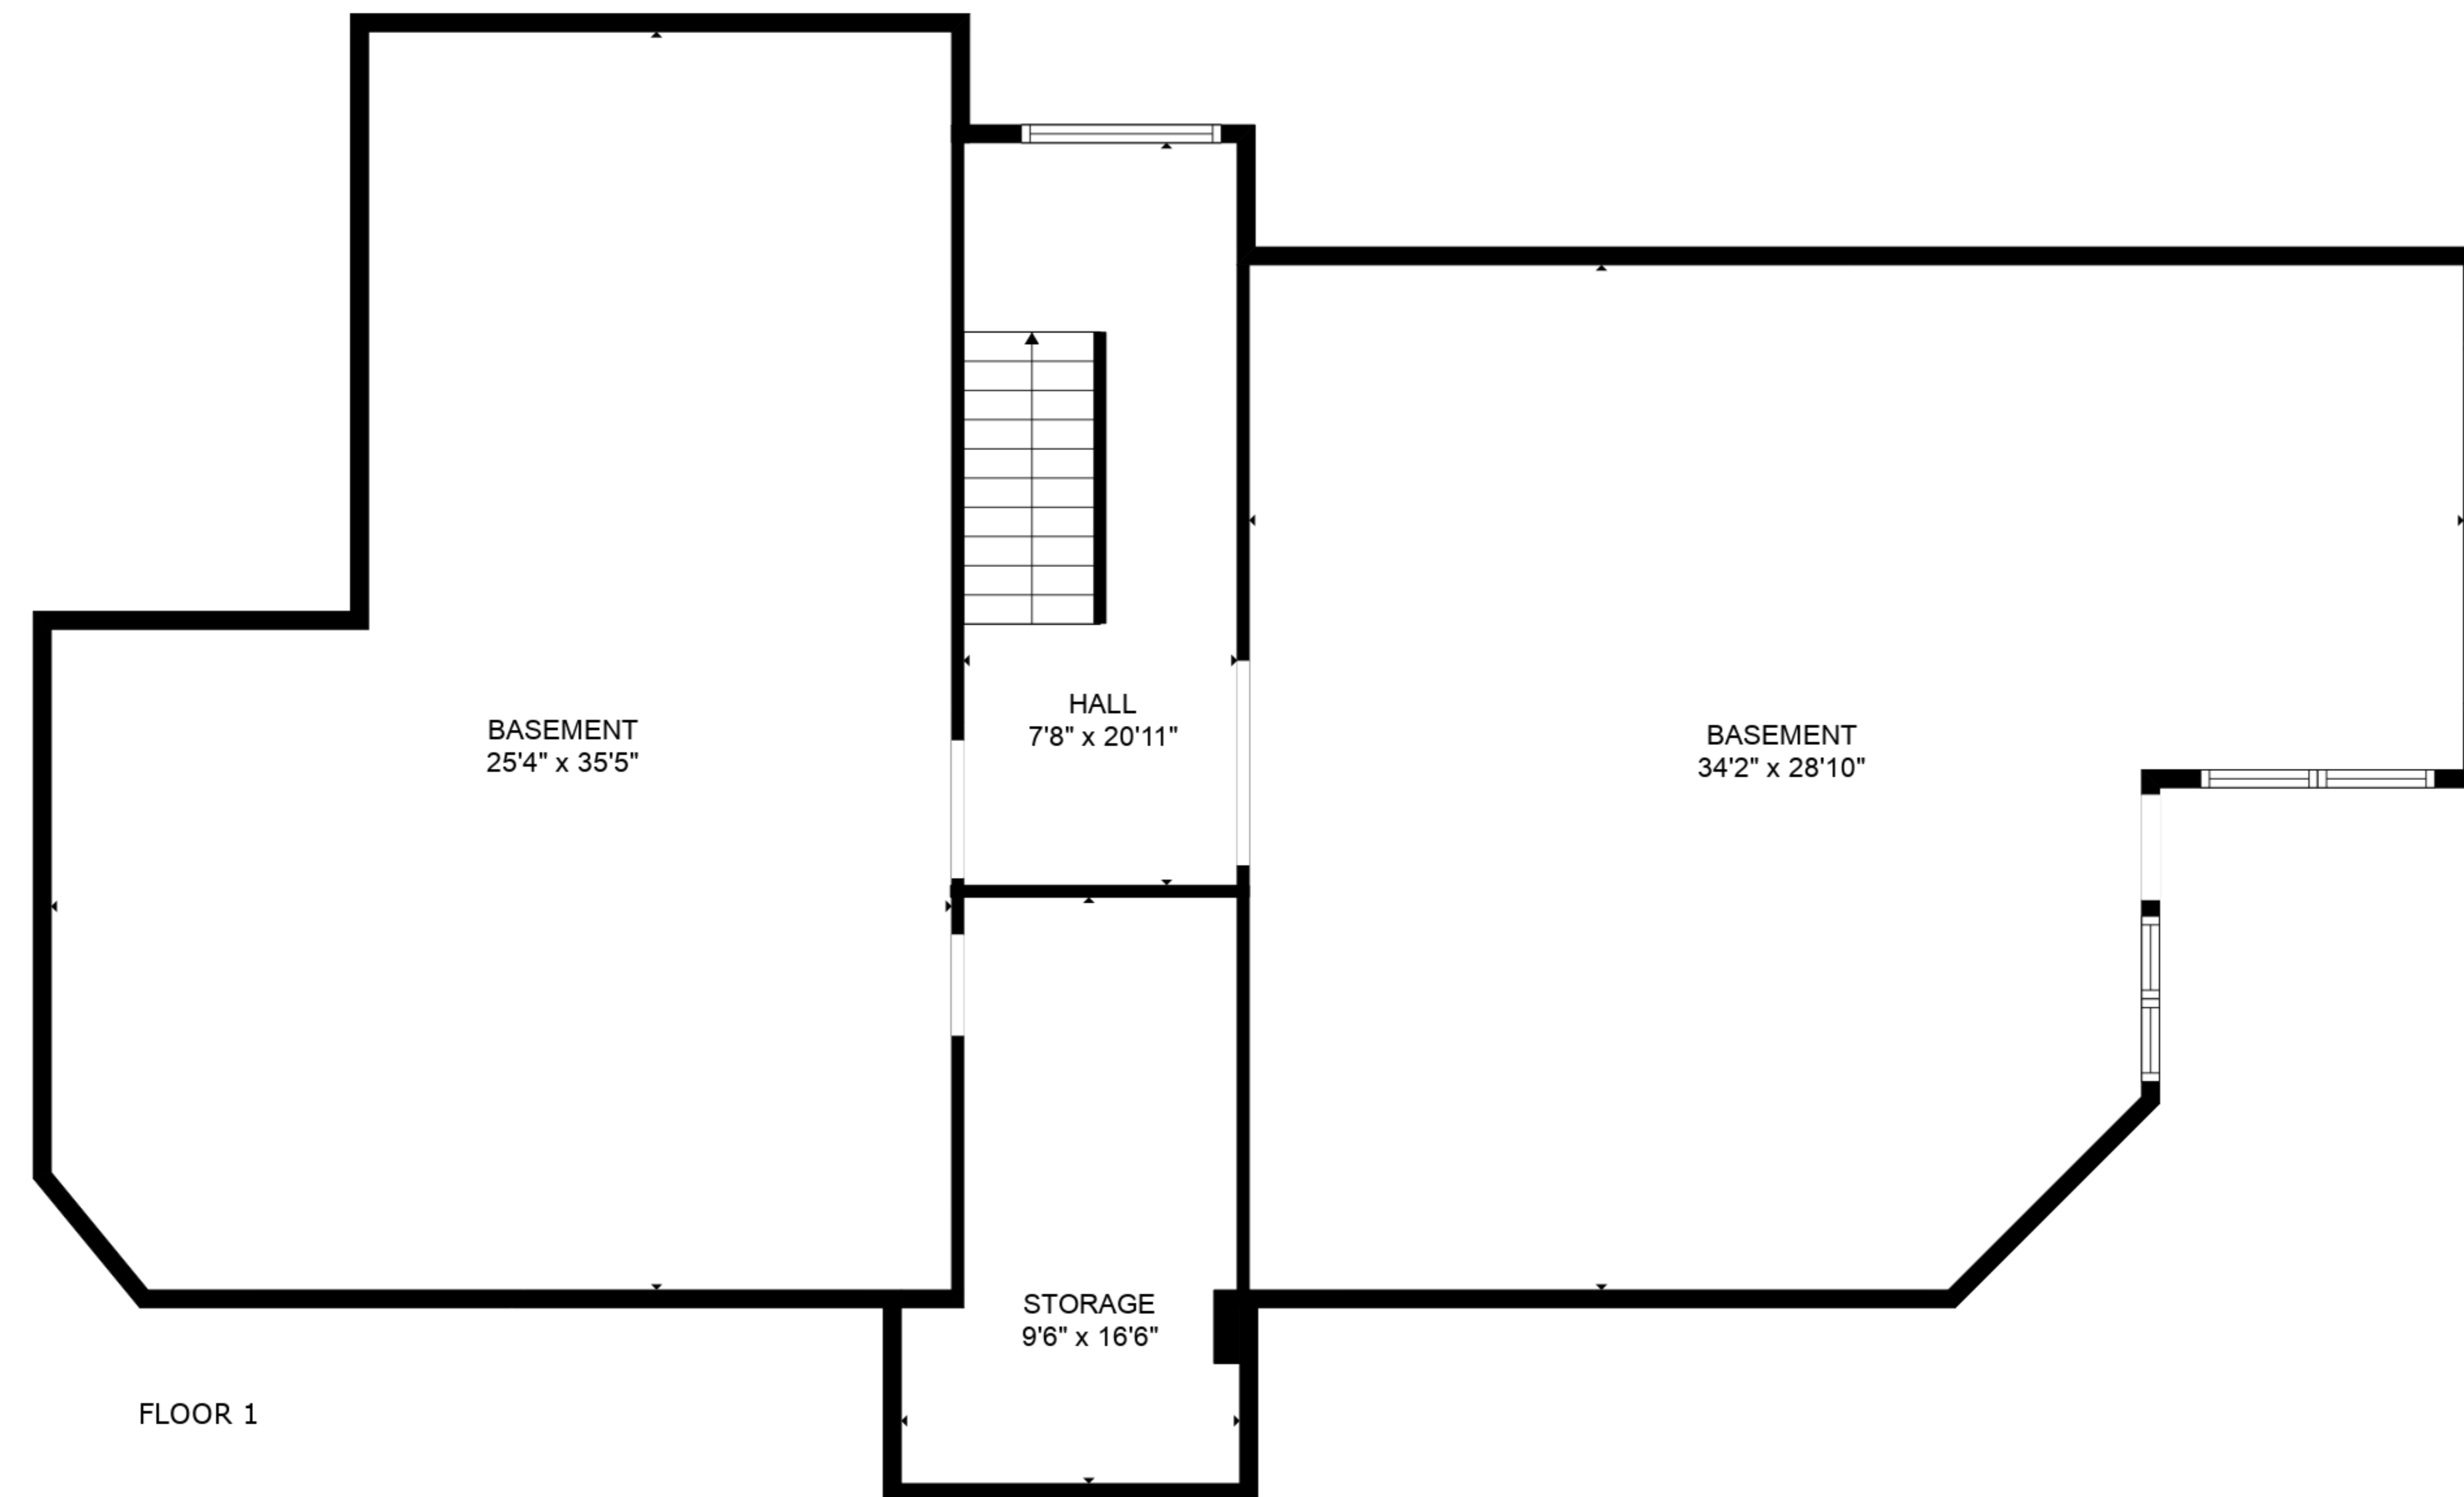 HALL
7'8" x 20'11"
BASEMENT
25'4" x 35'5"
BASEMENT
34'2" x 28'10"
STORAGE
9'6" x 16'6"
FLOOR 1